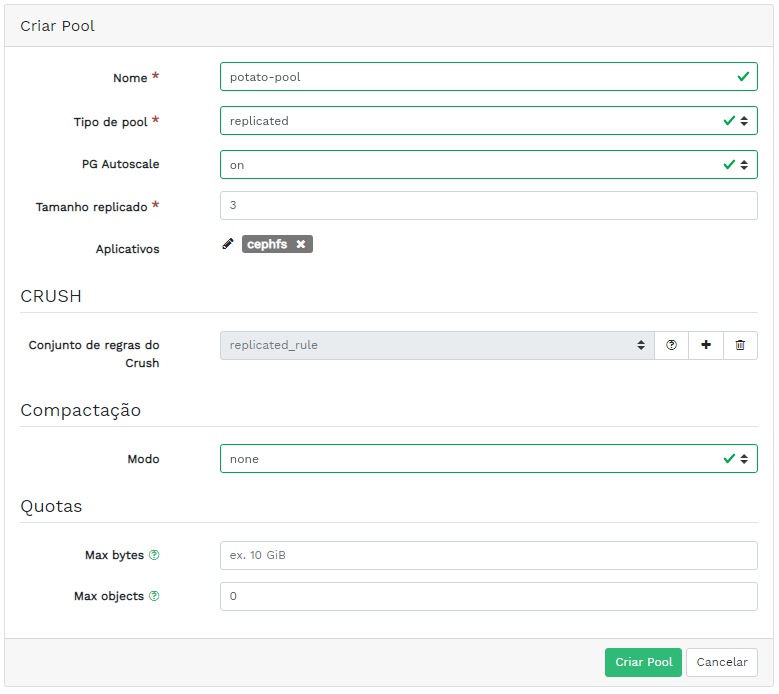 Criar Pool
Nome *
potato-pool
Tipo de pool *
replicated
PG Autoscale
on
Tamanho replicado *
3
Aplicativos
cephfs
CRUSH
Conjunto de regras do
Crush
replicated_rule
Compactação
Modo
none
Quotas
Max bytes
ex. 10 GiB
Max objects
0
Criar Pool
Cancelar